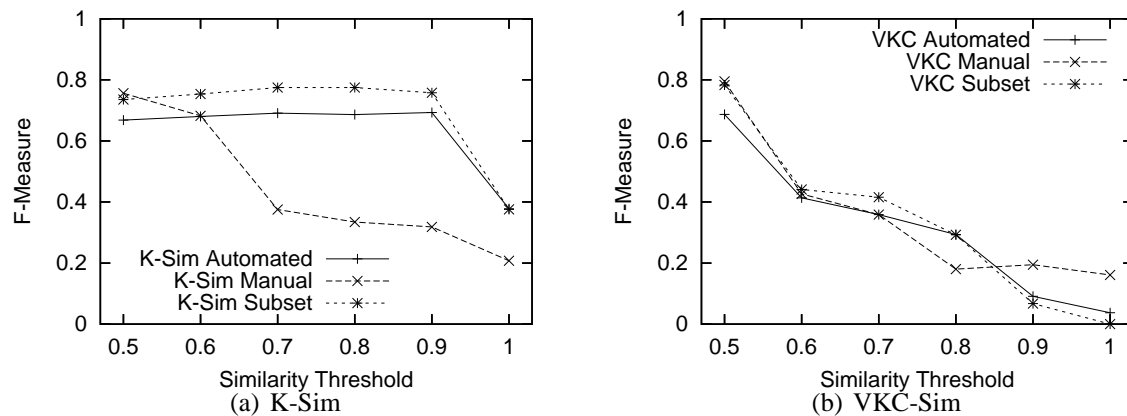 1
0.8
0.6
0.4
0.2
0
F-Measure
K-Sim Automated
K-Sim Manual
K-Sim Subset
0.5 0.6 0.7 0.8 0.9 1
Similarity Threshold
(a) K-Sim
1
0.8
0.6
0.4
0.2
0
F-Measure
VKC Automated
VKC Manual
VKC Subset
0.5 0.6 0.7 0.8 0.9 1
Similarity Threshold
(b) VKC-Sim